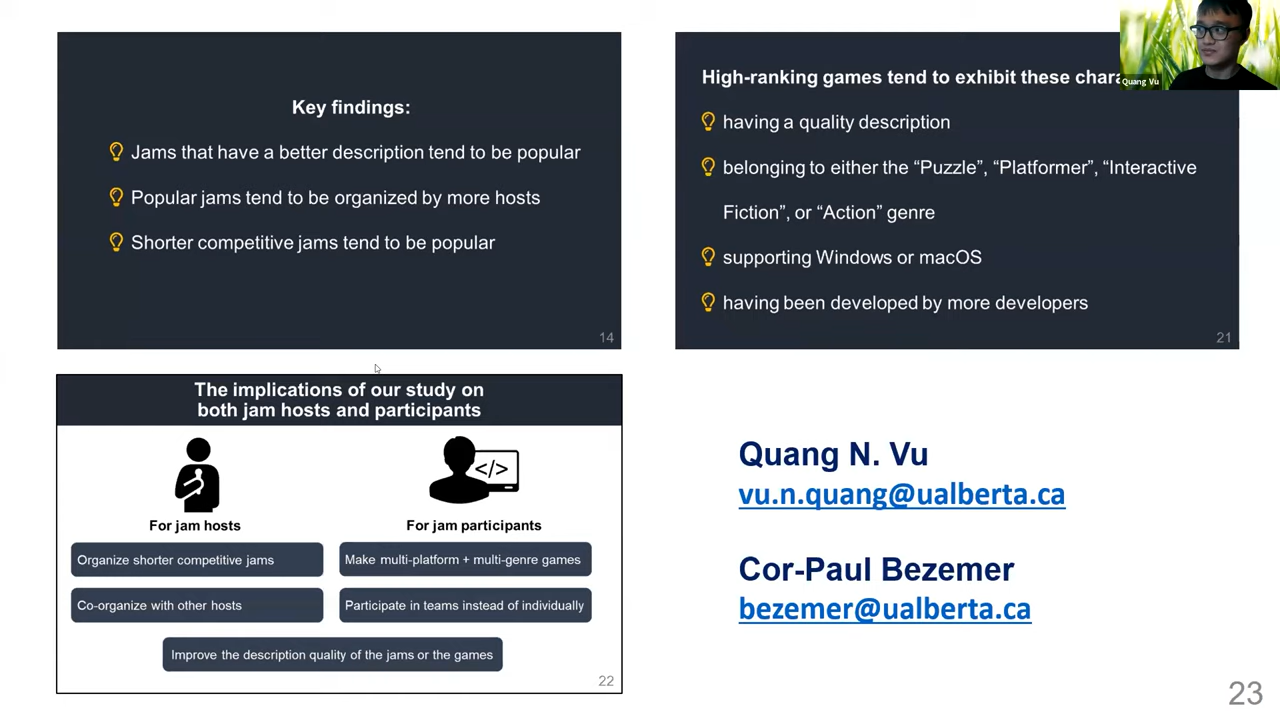 Key findings:
Jams that have a better description tend to be popular
Popular jams tend to be organized by more hosts
Shorter competitive jams tend to be popular
14
High-ranking games tend to exhibit these chara
Quang Vu
having a quality description
belonging to either the “Puzzle”, “Platformer”, “Interactive
Fiction”, or “Action” genre
supporting Windows or macOS
having been developed by more developers
21
The implications of our study on
both jam hosts and participants
</>
For jam hosts
For jam participants
Organize shorter competitive jams
Make multi-platform + multi-genre games
Co-organize with other hosts
Participate in teams instead of individually
Improve the description quality of the jams or the games
22
Quang N. Vu
vu.n.quang@ualberta.ca
Cor-Paul Bezemer
bezemer@ualberta.ca
23